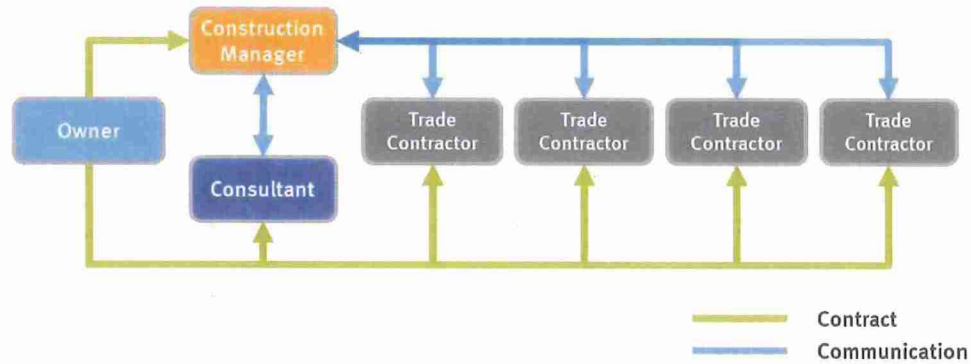 Construction
Manager
Owner
Trade
Contractor
Trade
Contractor
Trade
Contractor
Trade
Contractor
Consultant
Contract
Communication